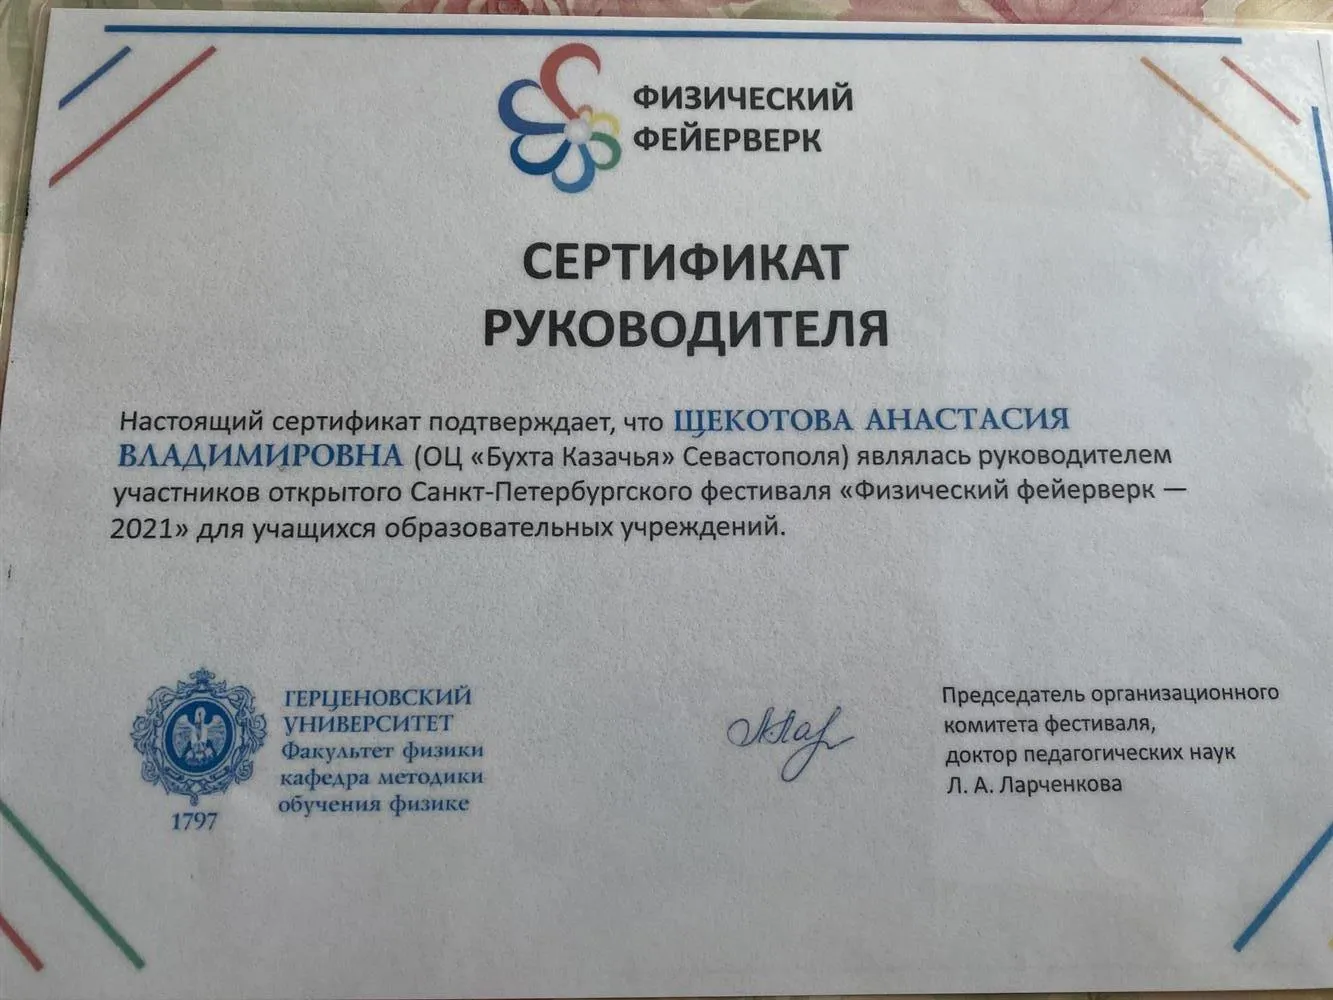 ФИЗИЧЕСКИЙ
ФЕЙЕРВЕРК
СЕРТИФИКАТ
РУКОВОДИТЕЛЯ
Настоящий сертификат подтверждает, что ЩЕКОТОВА АНАСТАСИЯ
ВЛАДИМИРОВНА (ОЦ «Бухта Казачья» Севастополя) являлась руководителем
участников открытого Санкт-Петербургского фестиваля «Физический фейерверк —
2021» для учащихся образовательных учреждений.
ГЕРЦЕНОВСКИЙ
УНИВЕРСИТЕТ
Факультет физики
кафедра методики
обучения физике
1797
Председатель организационного
комитета фестиваля,
доктор педагогических наук
Л. А. Ларченкова